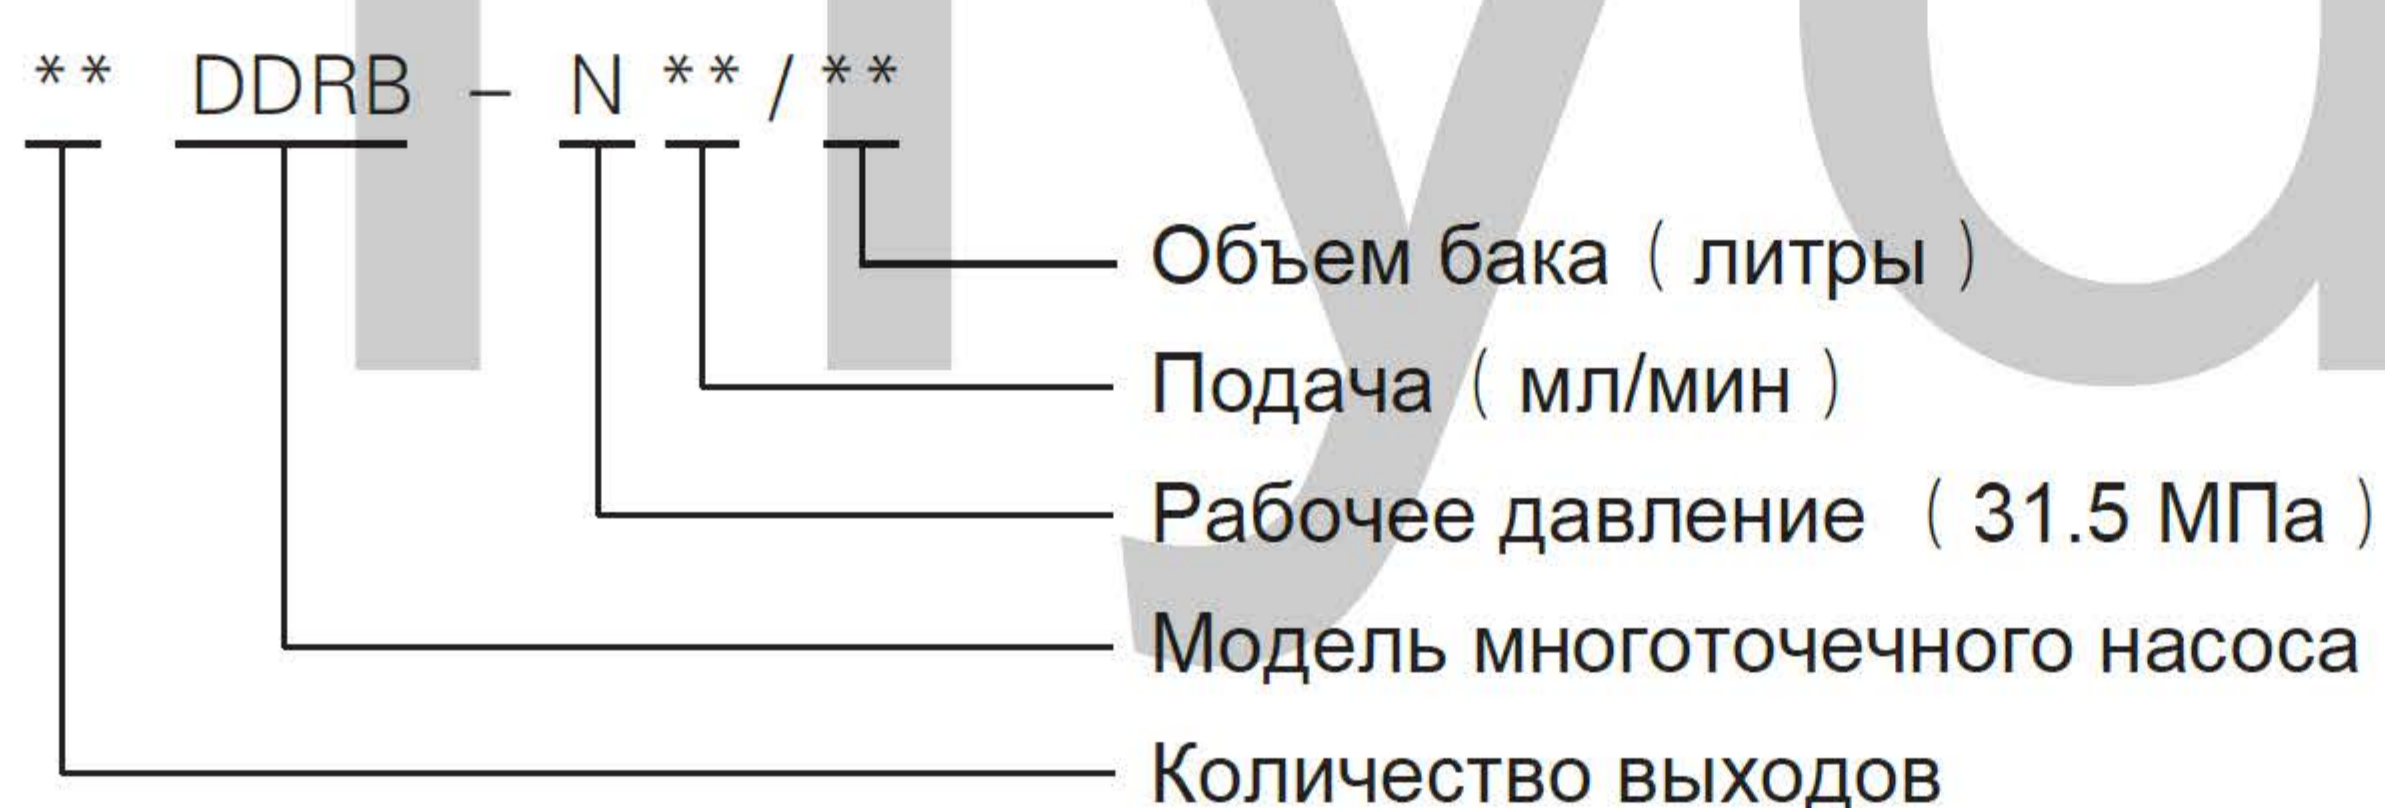 ** DDRB – N ** / **
Объем бака ( литры )
Подача ( мл/мин )
Рабочее давление ( 31.5 МПа )
Модель многоточечного насоса
Количество выходов